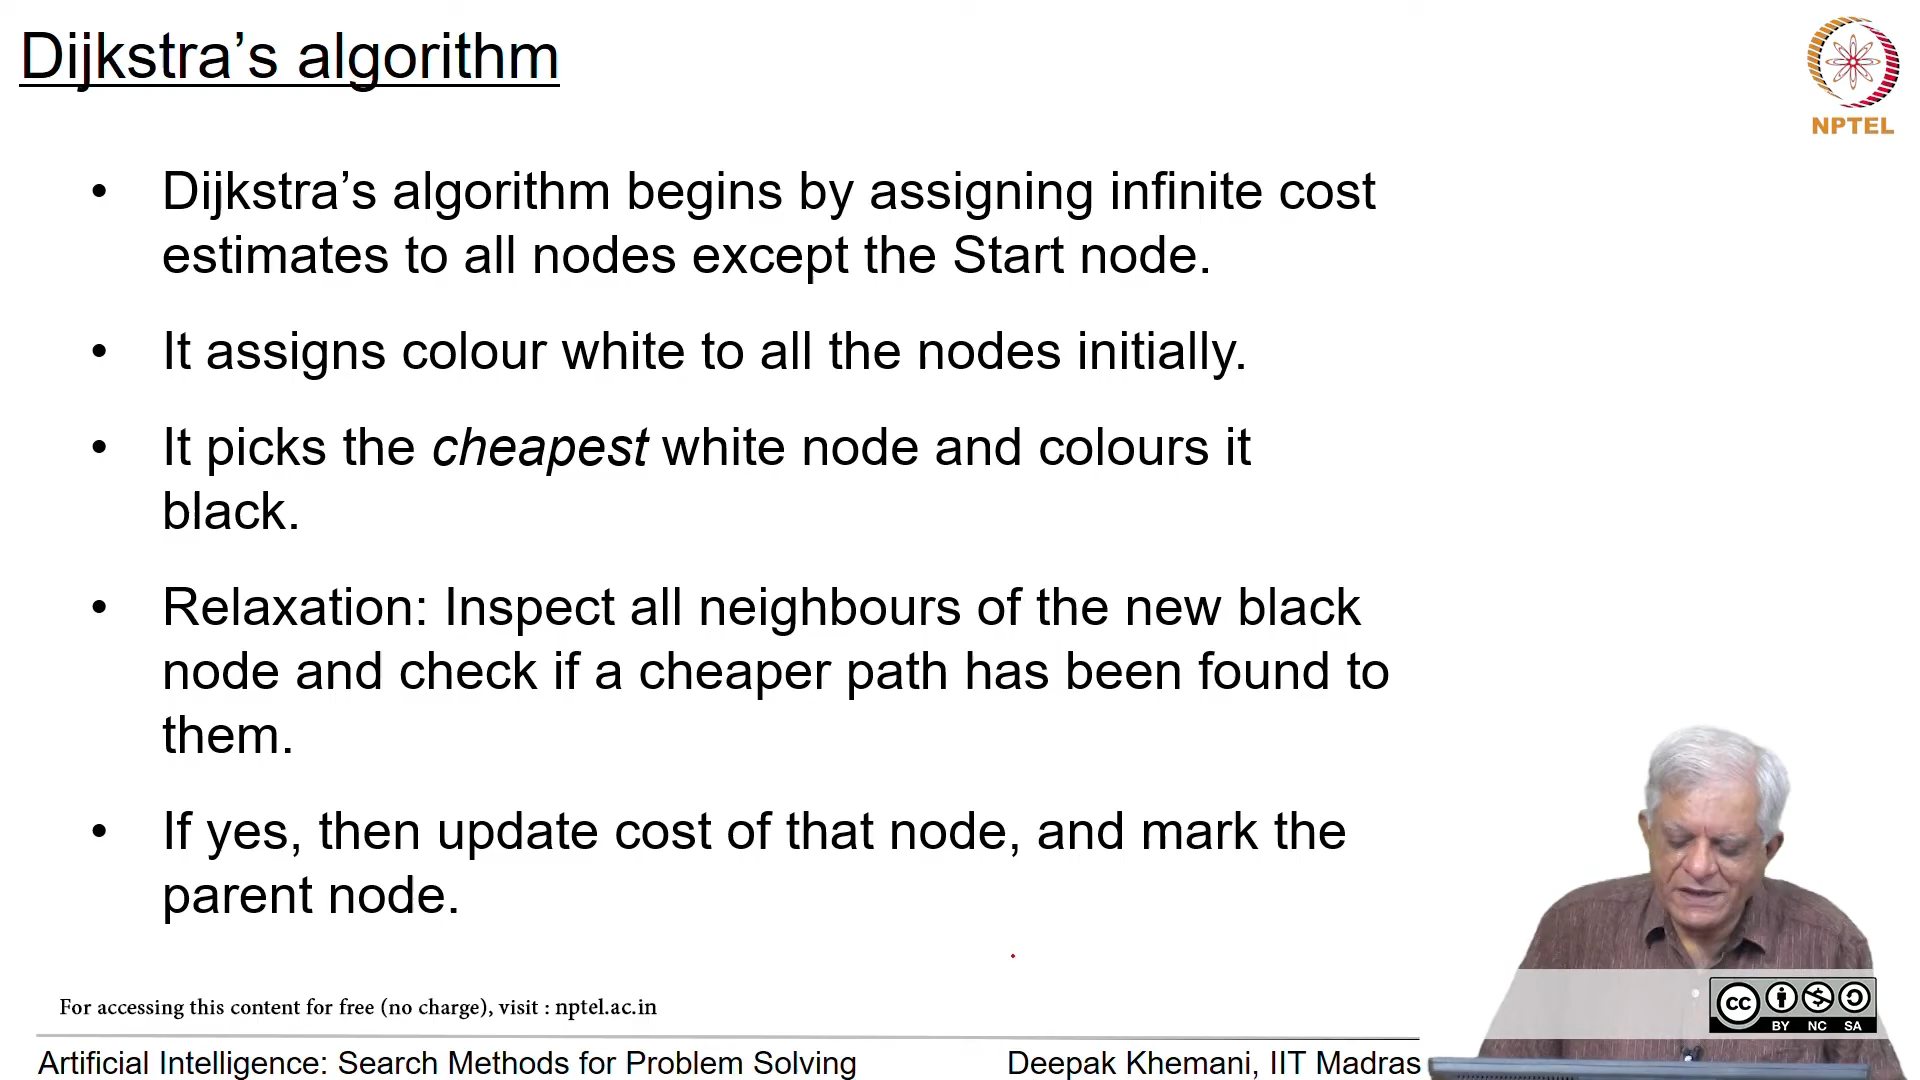 Dijkstra’s algorithm
NPTEL
• Dijkstra’s algorithm begins by assigning infinite cost
estimates to all nodes except the Start node.
• It assigns colour white to all the nodes initially.
• It picks the cheapest white node and colours it
black.
• Relaxation: Inspect all neighbours of the new black
node and check if a cheaper path has been found to
them.
• If yes, then update cost of that node, and mark the
parent node.
For accessing this content for free (no charge), visit : nptel.ac.in
cc
BY NC SA
Artificial Intelligence: Search Methods for Problem Solving
Deepak Khemani, IIT Madras